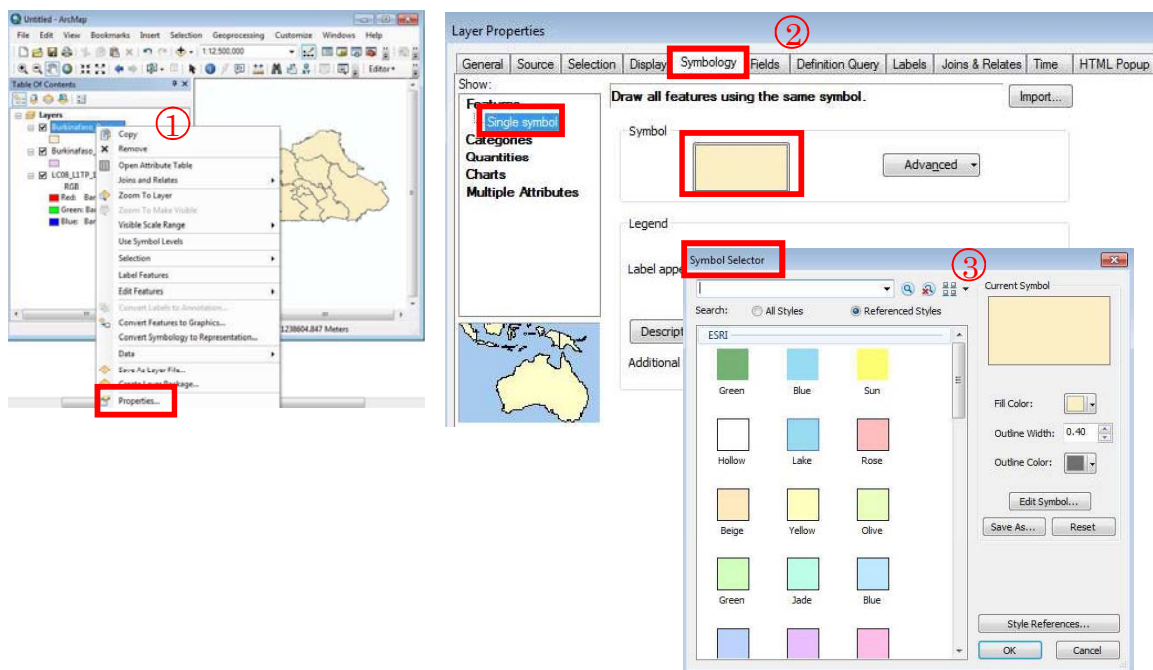 Untitled - ArcMap
File Edit View Bookmarks Insert Selection Geoprocessing Customize Windows Help
1:12,500,000
Editor
Table Of Contents
Layers
Burkinafaso
Copy
Remove
Burkinafaso_
Open Attribute Table
Joins and Relates
LC08_L1TP_1
RGB
Zoom To Layer
Red: Ban
Green: Ba
Zoom To Make Visible
Blue: Ban
Visible Scale Range
Use Symbol Levels
Selection
Label Features
Edit Features
Convert Labels to Annotation...
Convert Features to Graphics...
Convert Symbology to Representation...
1238604.847 Meters
Data
Save As Layer File...
Create Layer Package...
Properties...
①
Layer Properties
②
General Source Selection Display Symbology Fields Definition Query Labels Joins & Relates Time HTML Popup
Show:
Features
Single symbol
Categories
Quantities
Charts
Multiple Attributes
Draw all features using the same symbol.
Import...
Symbol
Advanced
Legend
Label appe
Descript
Additional
Symbol Selector
③
Search: All Styles Referenced Styles
ESRI
Green Blue Sun
Hollow Lake Rose
Beige Yellow Olive
Green Jade Blue
Current Symbol
Fill Color:
Outline Width: 0.40
Outline Color:
Edit Symbol...
Save As... Reset
Style References...
OK Cancel